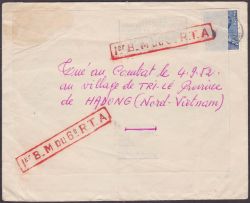 1er B.M DU 6e R.T.A
Tué au Combat le 4.9.52
au village de TRI-LE Province
de HADONG (Nord-Vietnam)
1er B.M DU 6e R.T.A